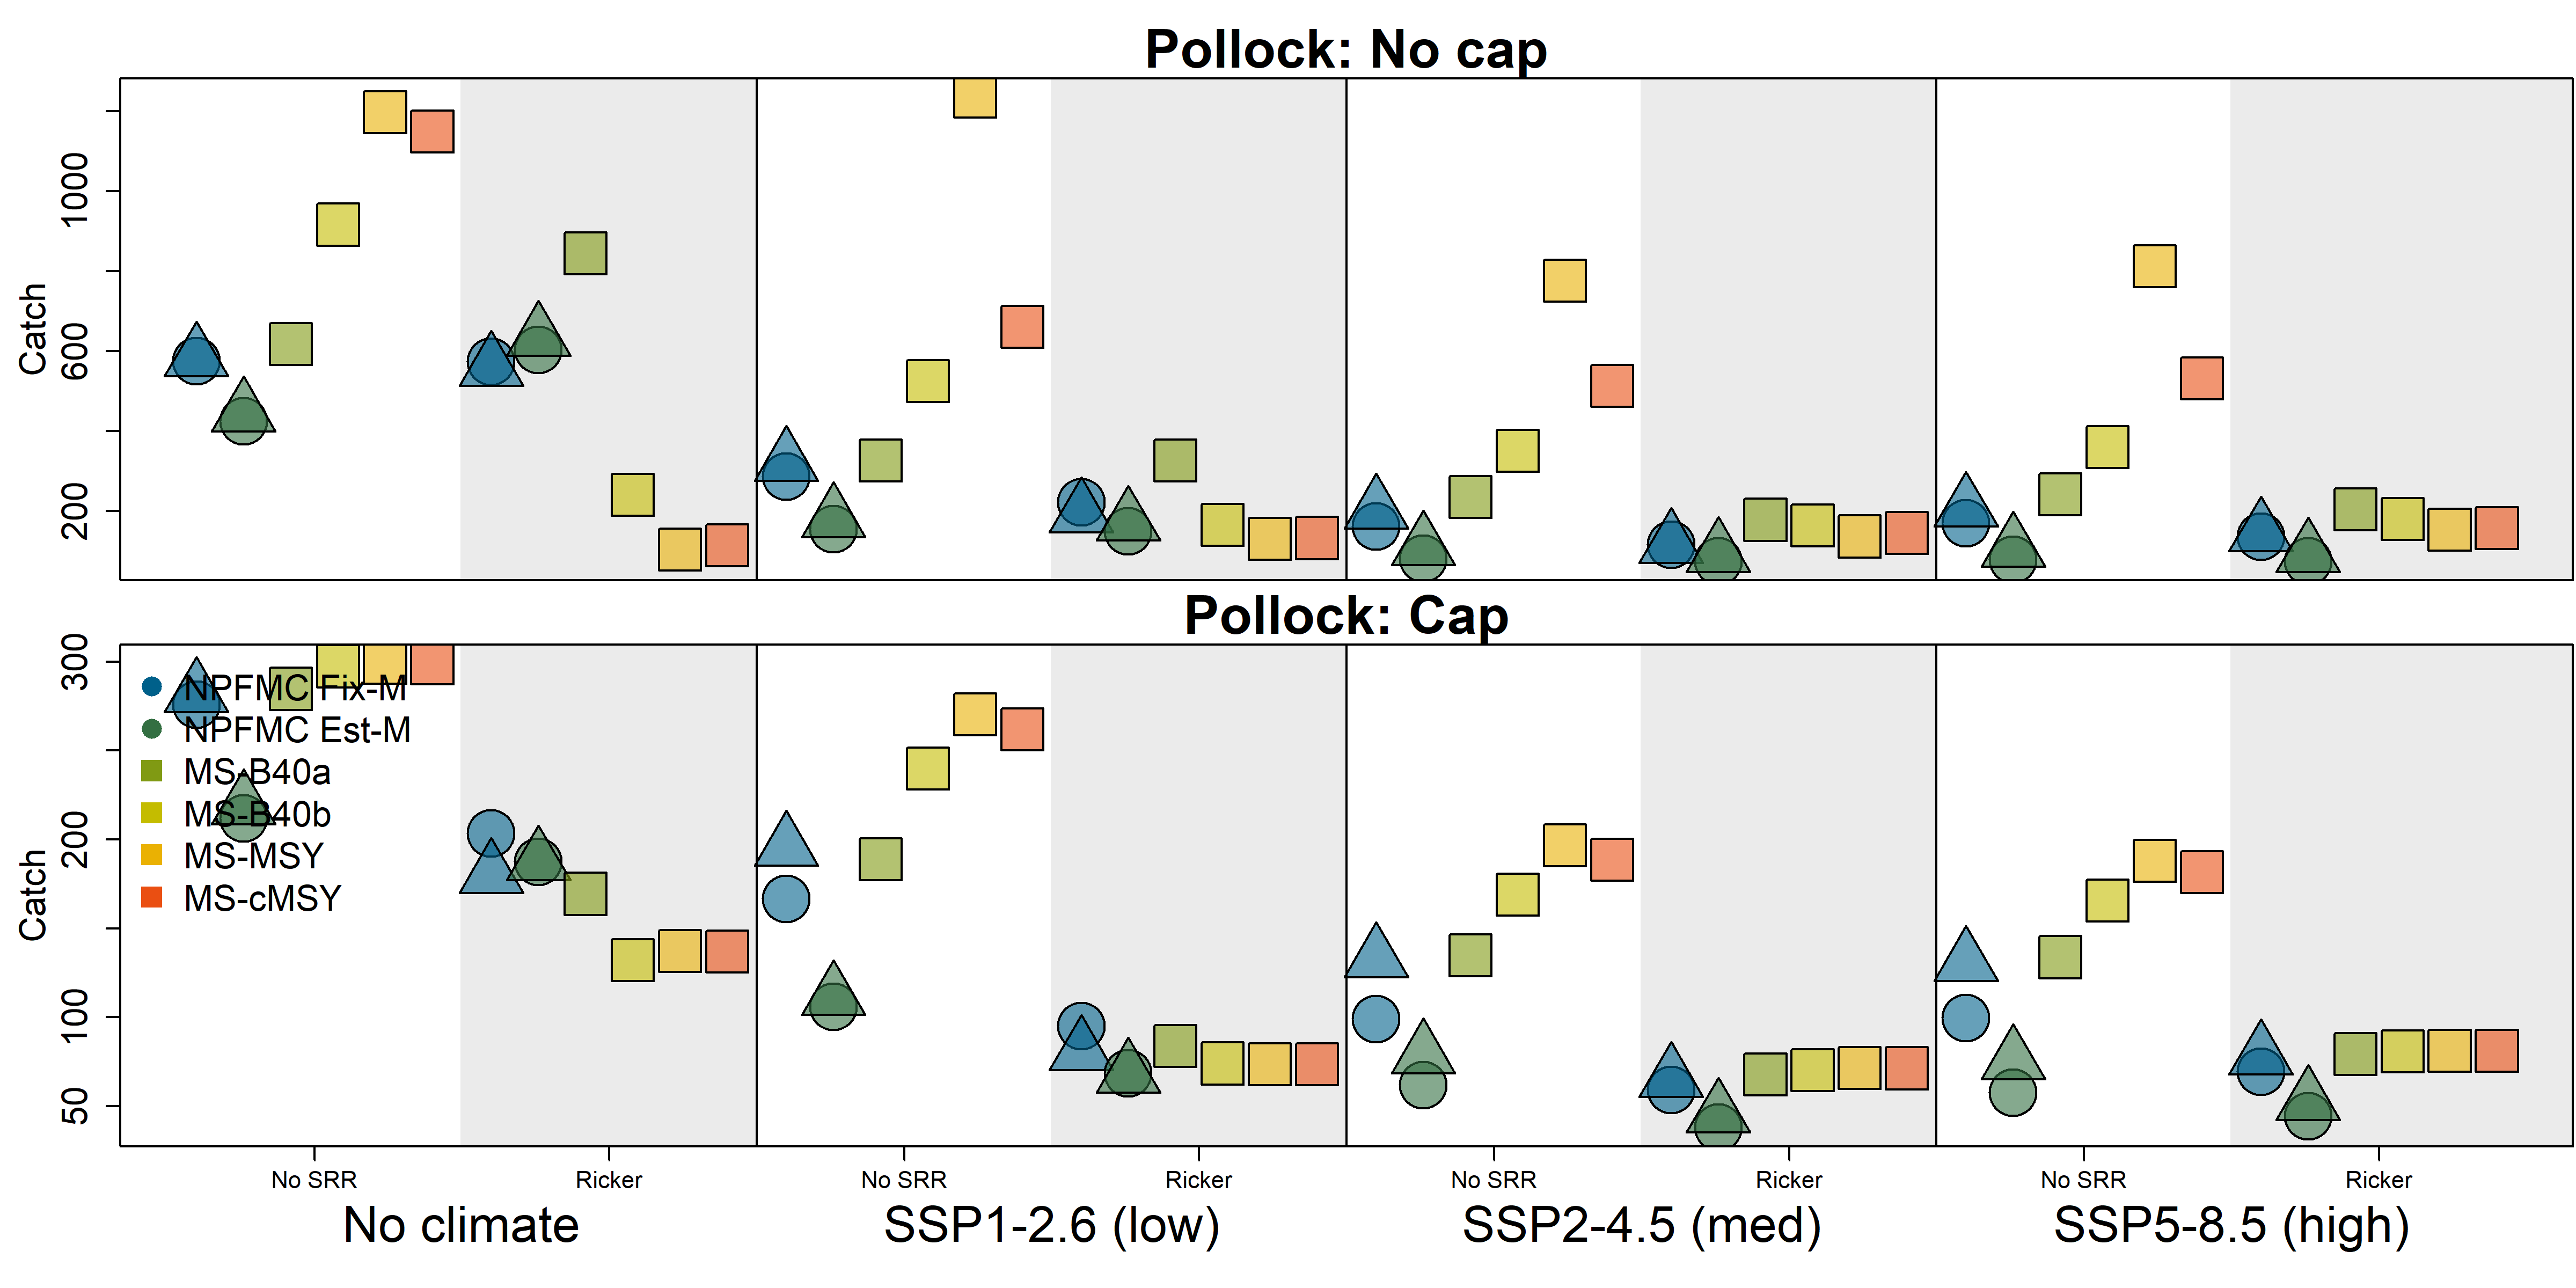 Pollock: No cap
Catch
1000
600
200
Pollock: Cap
Catch
300
200
100
50
NPFMC Fix-M
NPFMC Est-M
MS-B40a
MS-B40b
MS-MSY
MS-cMSY
No SRR Ricker No SRR Ricker No SRR Ricker No SRR Ricker
No climate SSP1-2.6 (low) SSP2-4.5 (med) SSP5-8.5 (high)